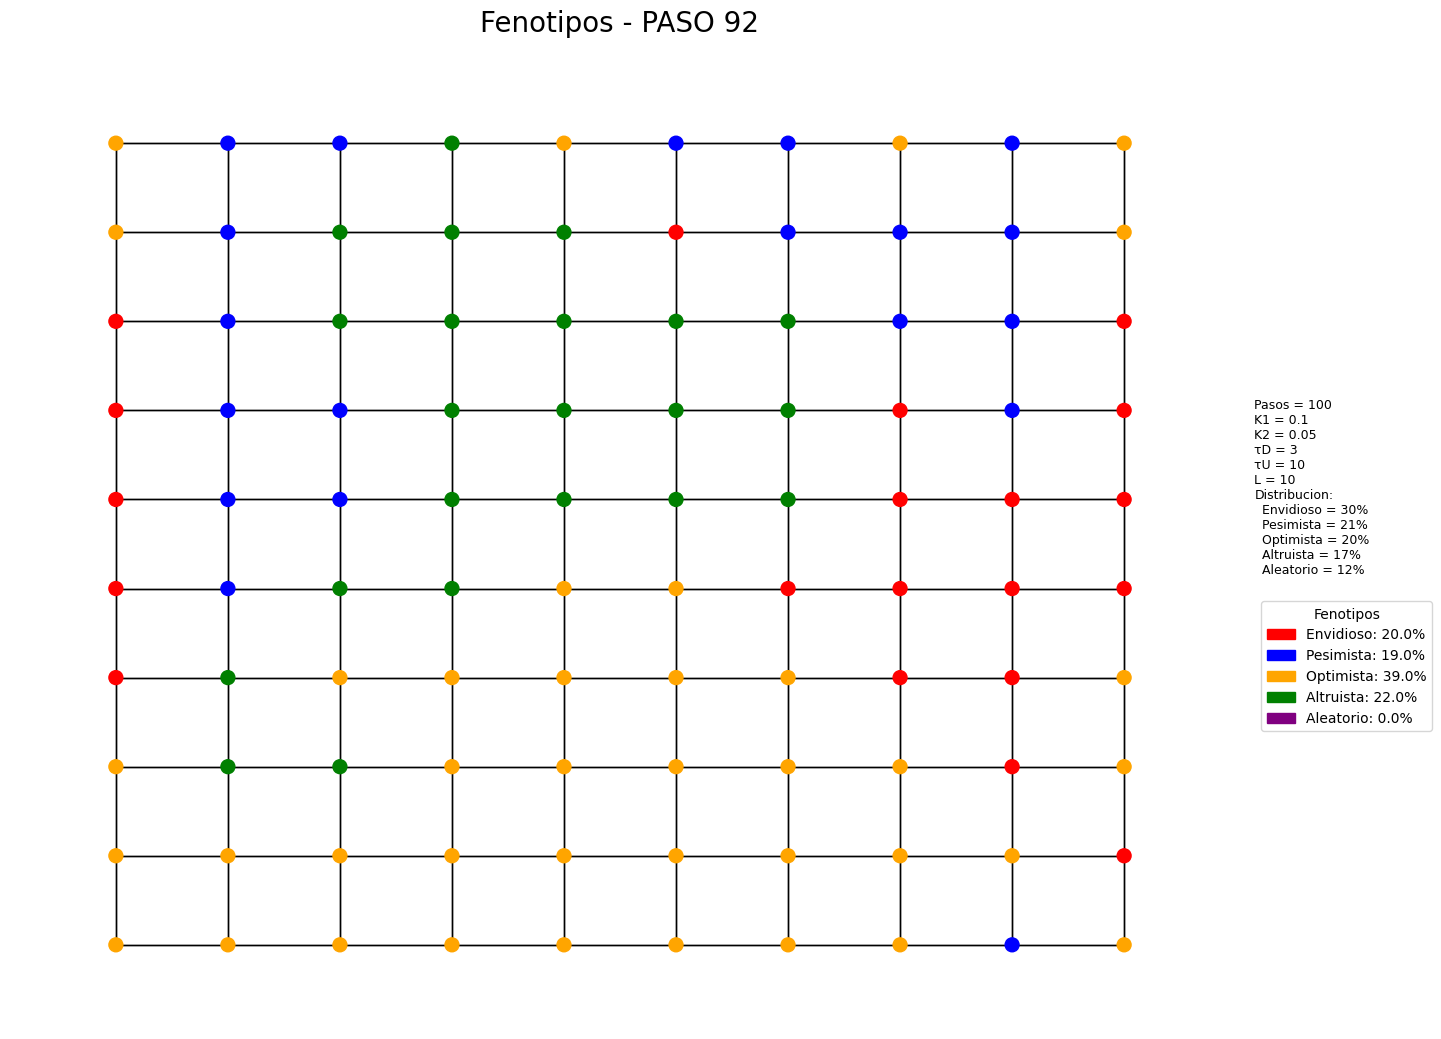 Fenotipos - PASO 92
Pasos = 100
K1 = 0.1
K2 = 0.05
τD = 3
τU = 10
L = 10
Distribucion:
Envidioso = 30%
Pesimista = 21%
Optimista = 20%
Altruista = 17%
Aleatorio = 12%
Fenotipos
Envidioso: 20.0%
Pesimista: 19.0%
Optimista: 39.0%
Altruista: 22.0%
Aleatorio: 0.0%